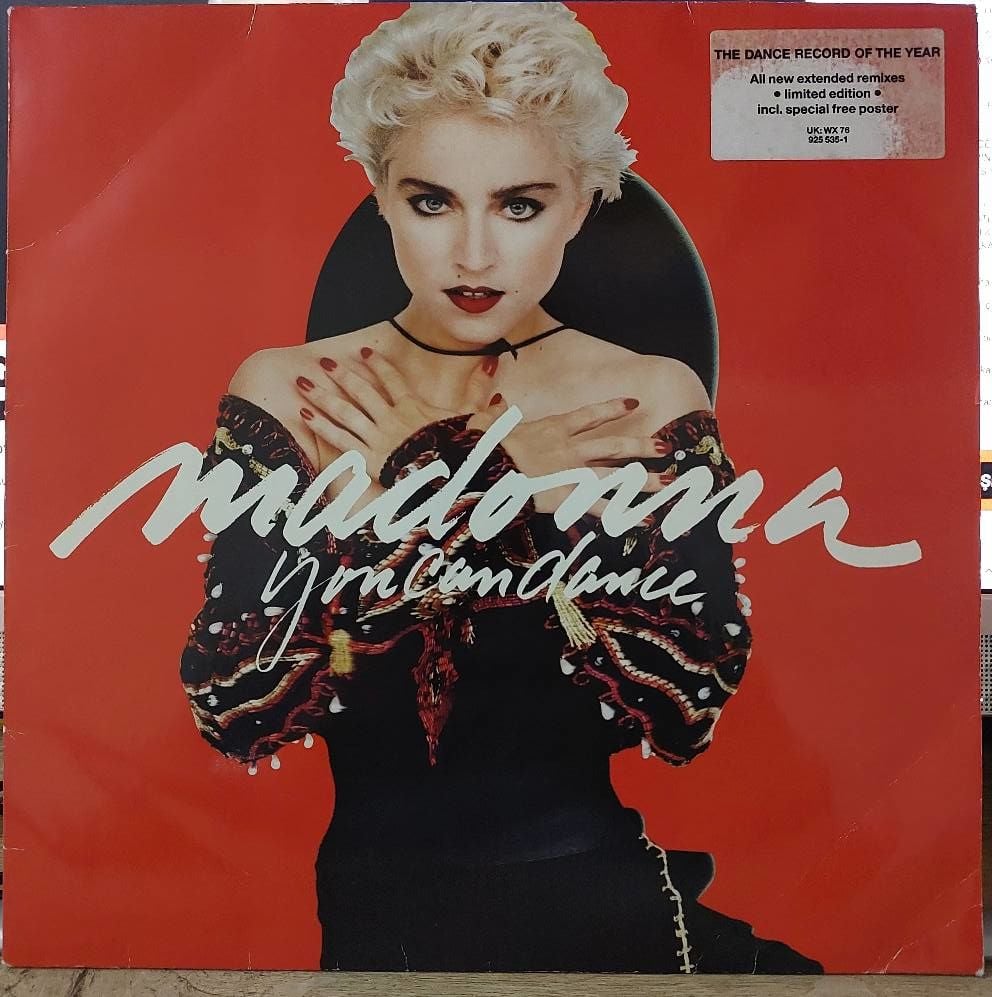 THE DANCE RECORD OF THE YEAR
All new extended remixes
• limited edition •
incl. special free poster
UK: WX 76
925 535-1
madonna
you can dance